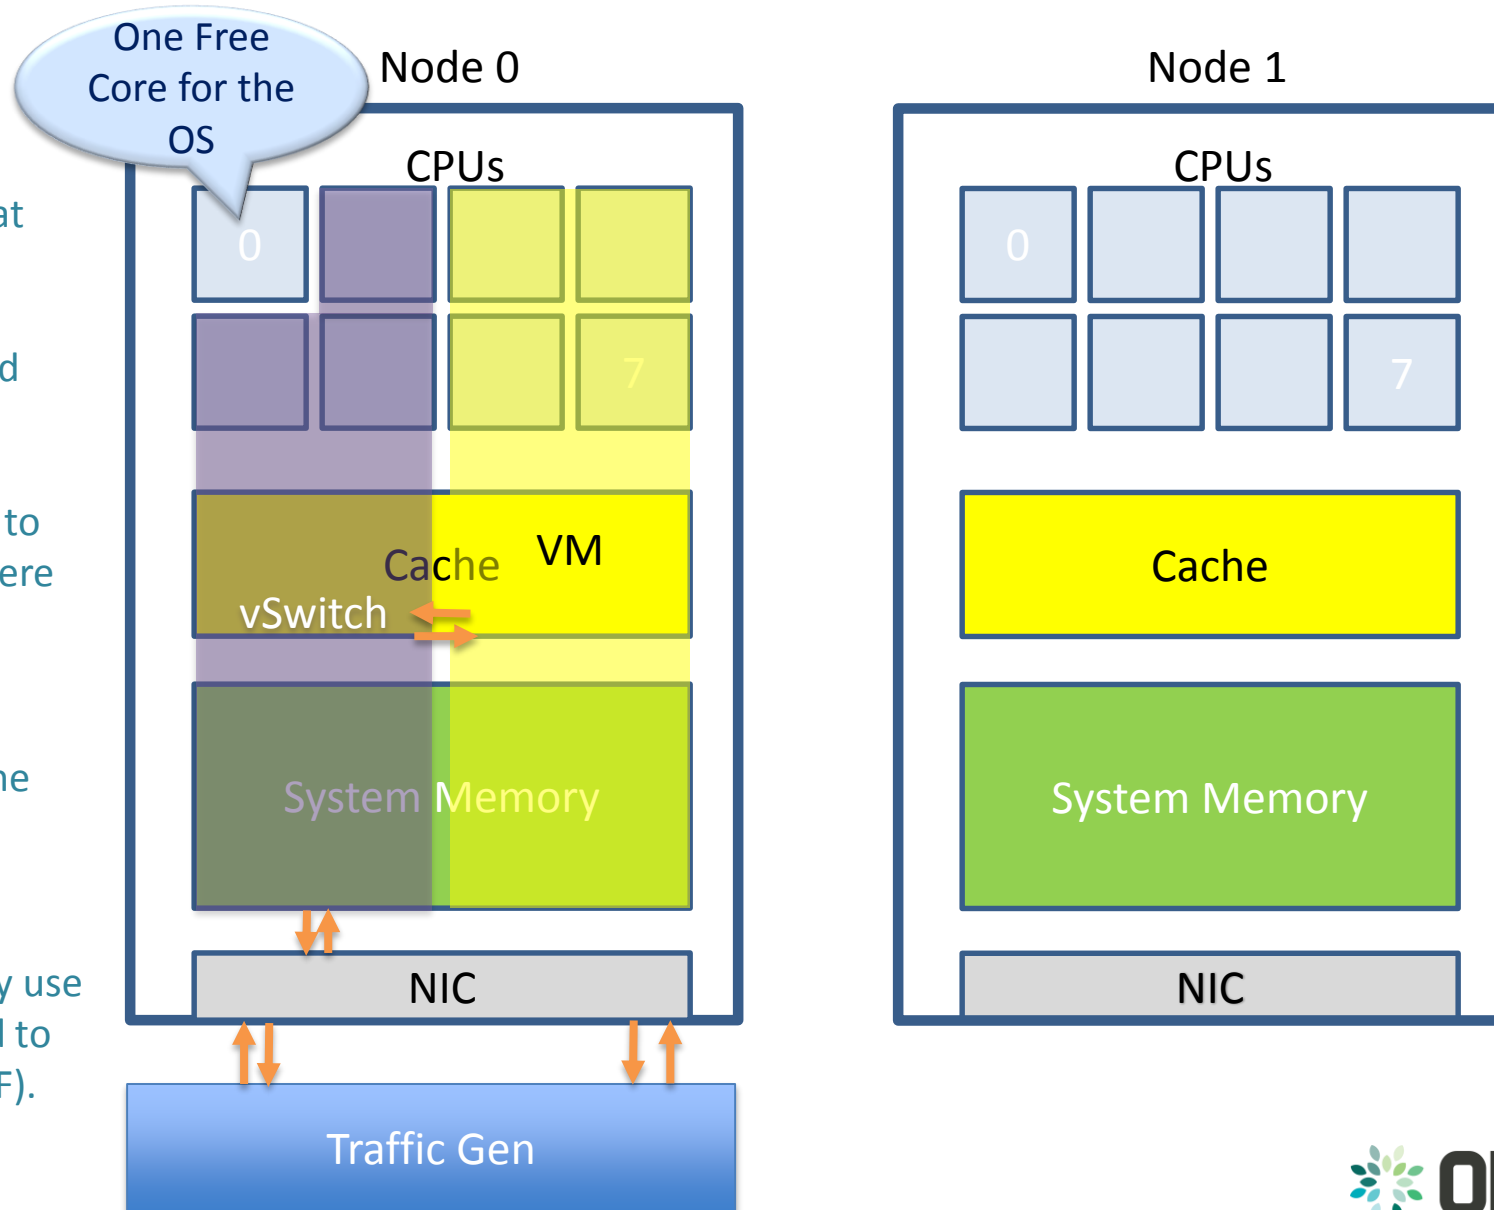 One Free
Core for the
OS
Node 0
Node 1
CPUs
CPUs
at
0
0
d
7
7
to
ere
Cache
VM
Cache
vSwitch
ne
System Memory
System Memory
y use
NIC
NIC
l to
F).
Traffic Gen